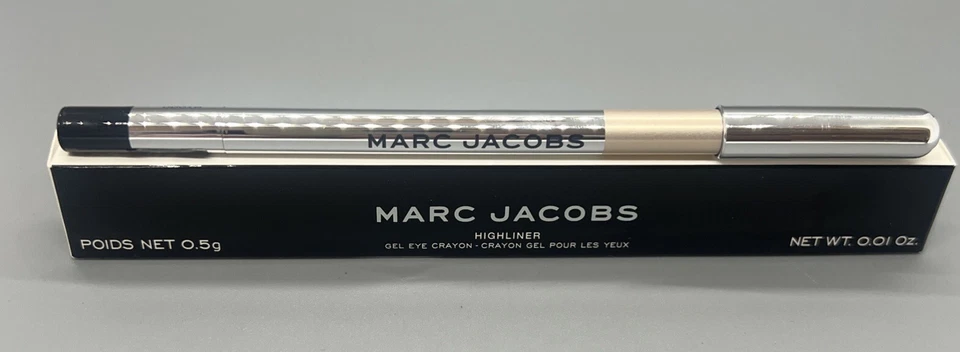 MARC JACOBS
MARC JACOBS
HIGHLINER
GEL EYE CRAYON - CRAYON GEL POUR LES YEUX
POIDS NET 0.5g
NET WT. 0.01 Oz.